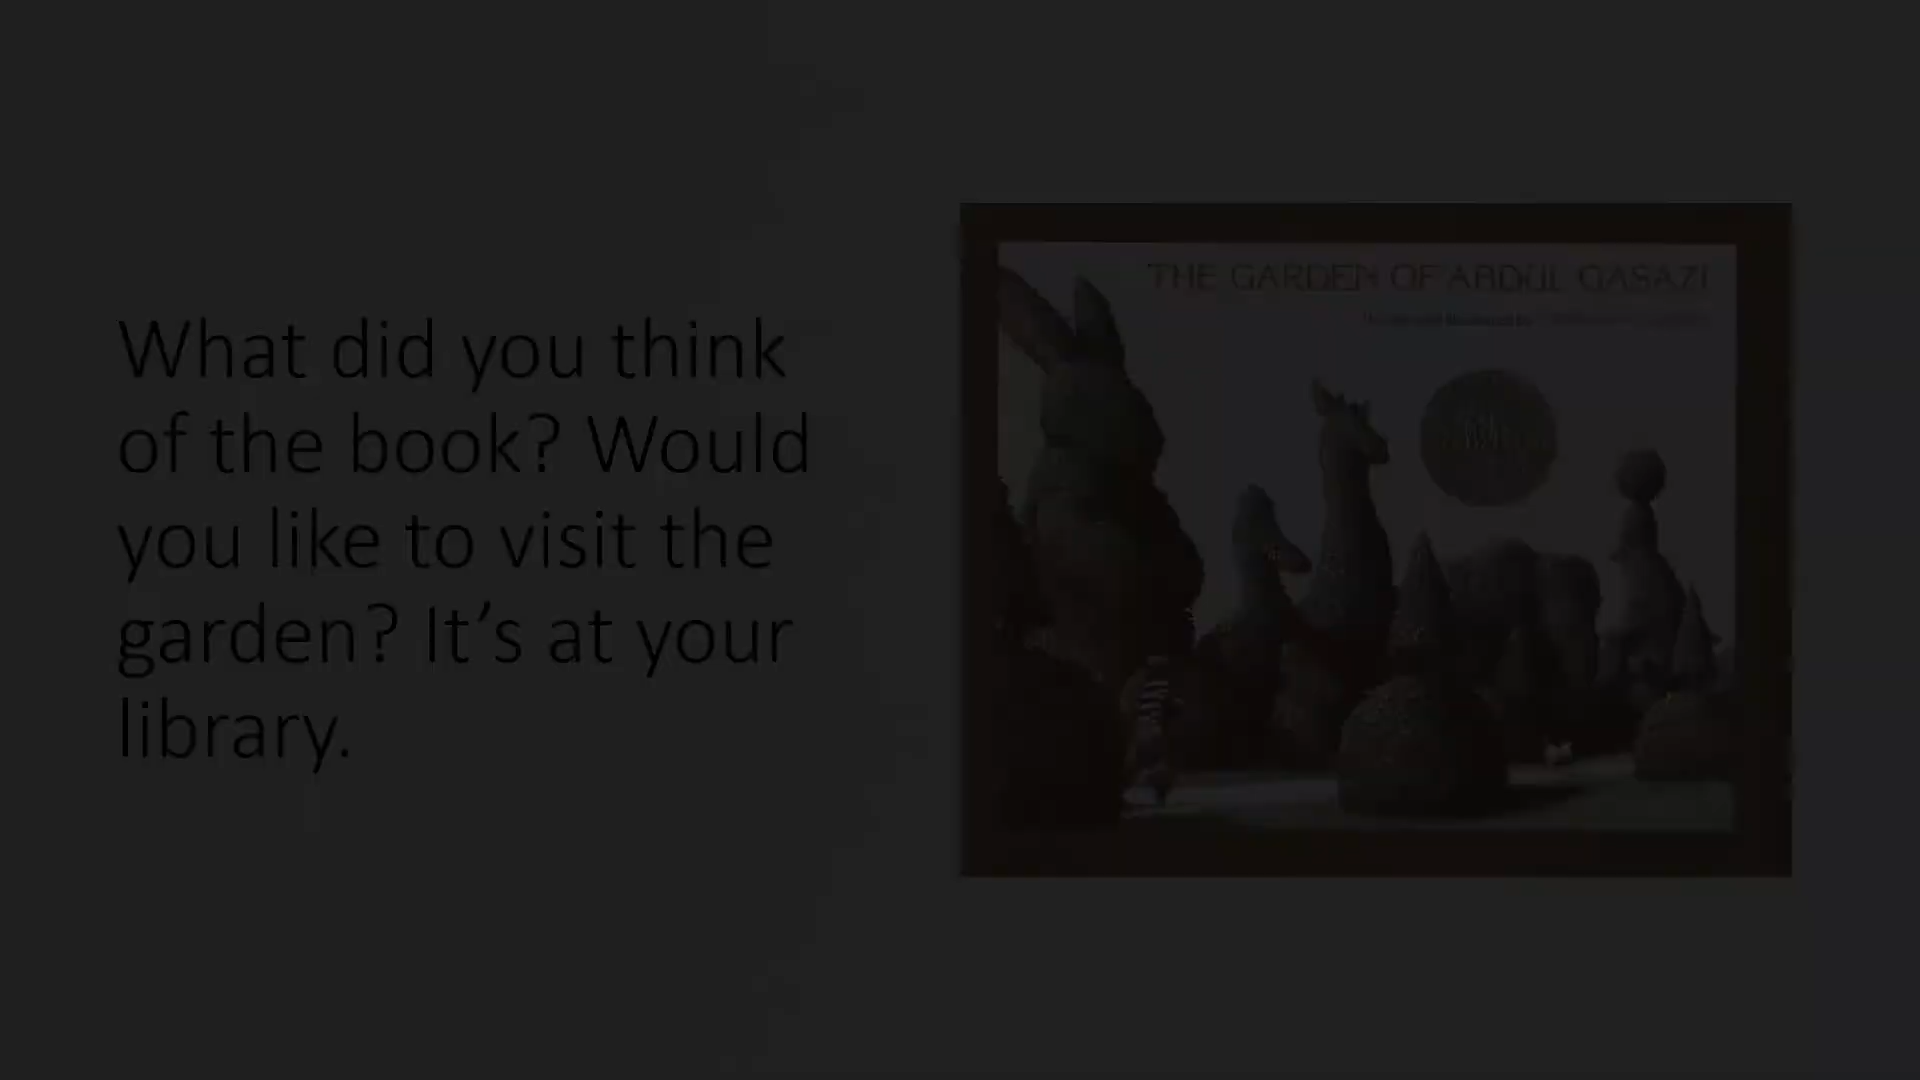 What did you think
of the book? Would
you like to visit the
garden? It’s at your
library.
THE GARDEN OF ABDUL GASAZI